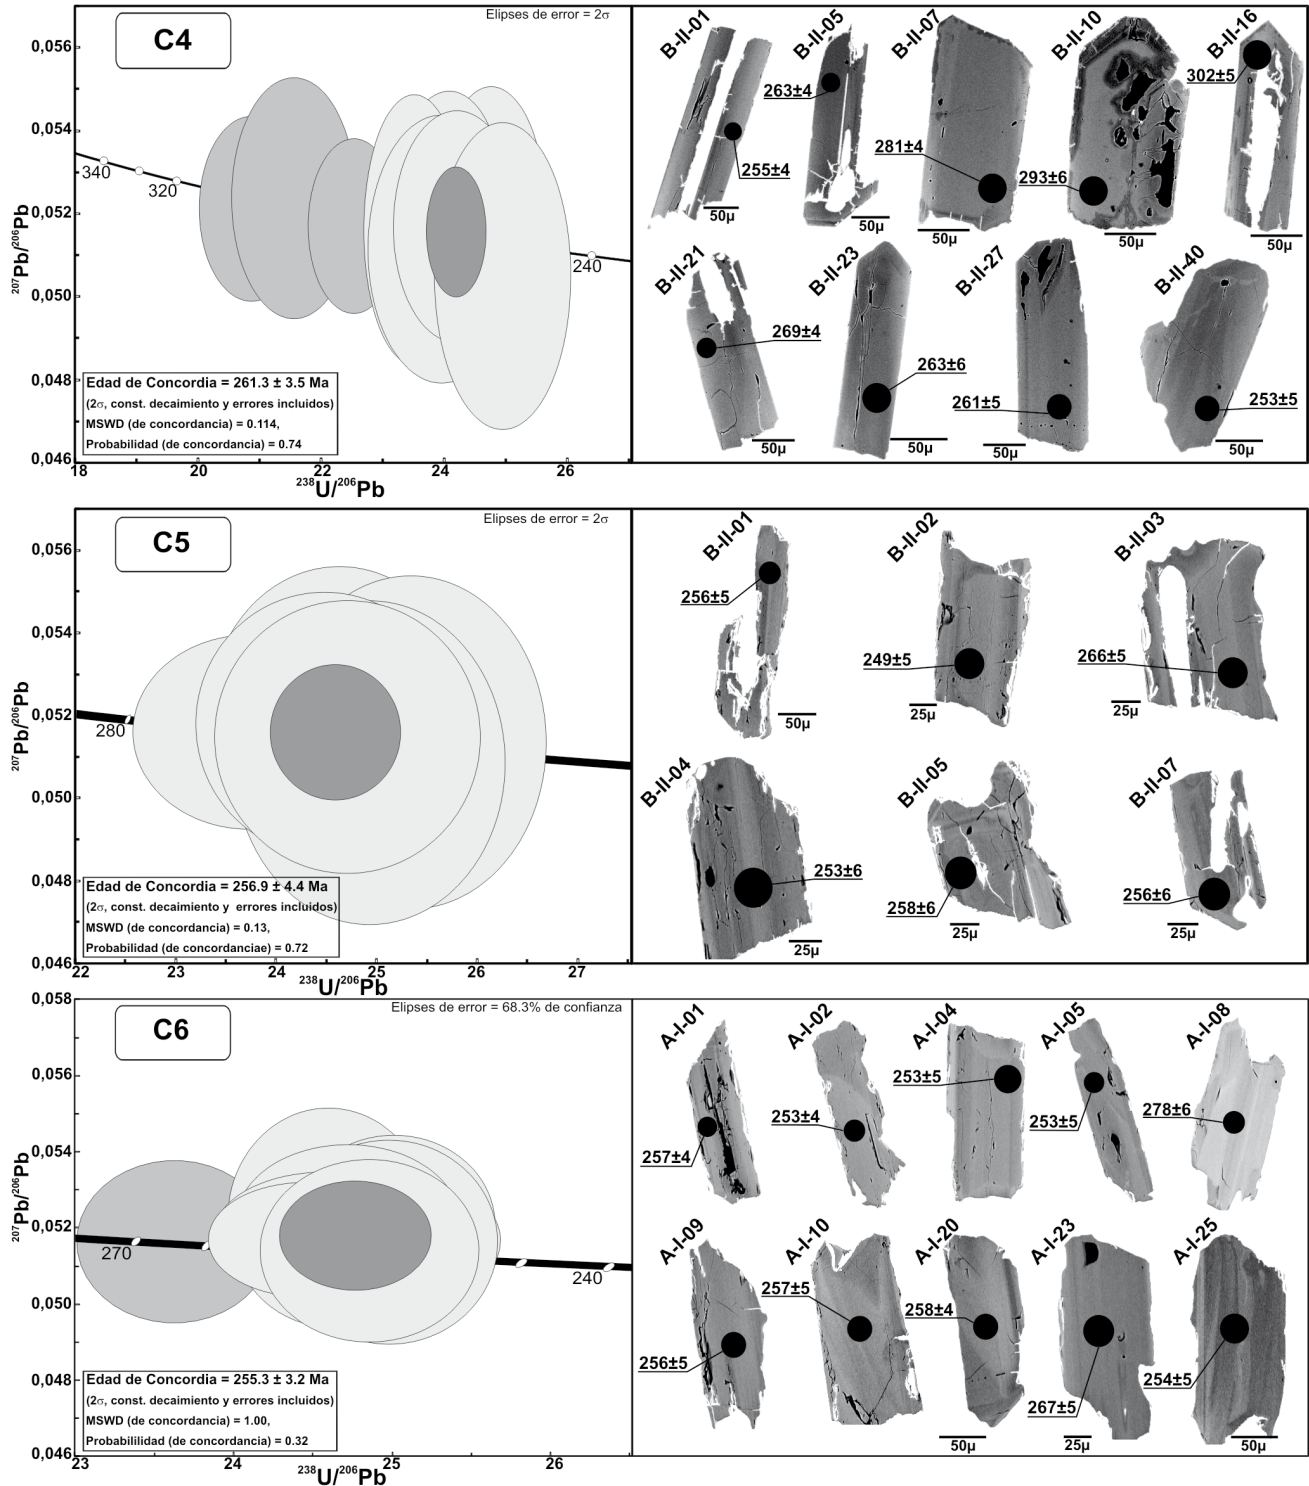 C4
Elipses de error = 2σ
0,056
0,054
0,052
0,050
0,048
0,046
²⁰⁷Pb/²⁰⁶Pb
340
320
240
Edad de Concordia = 261.3 ± 3.5 Ma
(2σ, const. decaimiento y errores incluidos)
MSWD (de concordancia) = 0.114,
Probabilidad (de concordancia) = 0.74
18 20 22 24 26
²³⁸U/²⁰⁶Pb
B-II-01 B-II-05 B-II-07 B-II-10 B-II-16
255±4 263±4 281±4 293±6 302±5
50µ 50µ 50µ 50µ 50µ
B-II-21 B-II-23 B-II-27 B-II-40
269±4 263±6 261±5 253±5
50µ 50µ 50µ 50µ
C5
Elipses de error = 2σ
0,056
0,054
0,052
0,050
0,048
0,046
²⁰⁷Pb/²⁰⁶Pb
280
Edad de Concordia = 256.9 ± 4.4 Ma
(2σ, const. decaimiento y errores incluidos)
MSWD (de concordancia) = 0.13,
Probabilidad (de concordanciae) = 0.72
22 23 24 25 26 27
²³⁸U/²⁰⁶Pb
B-II-01 B-II-02 B-II-03
256±5 249±5 266±5
50µ 25µ 25µ
B-II-04 B-II-05 B-II-07
253±6 258±6 256±6
25µ 25µ 25µ
C6
Elipses de error = 68.3% de confianza
0,058
0,056
0,054
0,052
0,050
0,048
0,046
²⁰⁷Pb/²⁰⁶Pb
270
240
Edad de Concordia = 255.3 ± 3.2 Ma
(2σ, const. decaimiento y errores incluidos)
MSWD (de concordancia) = 1.00,
Probabililidad (de concordancia) = 0.32
23 24 25 26
²³⁸U/²⁰⁶Pb
A-I-01 A-I-02 A-I-04 A-I-05 A-I-08
257±4 253±4 253±5 253±5 278±6
A-I-09 A-I-10 A-I-20 A-I-23 A-I-25
256±5 257±5 258±4 267±5 254±5
50µ 25µ 50µ